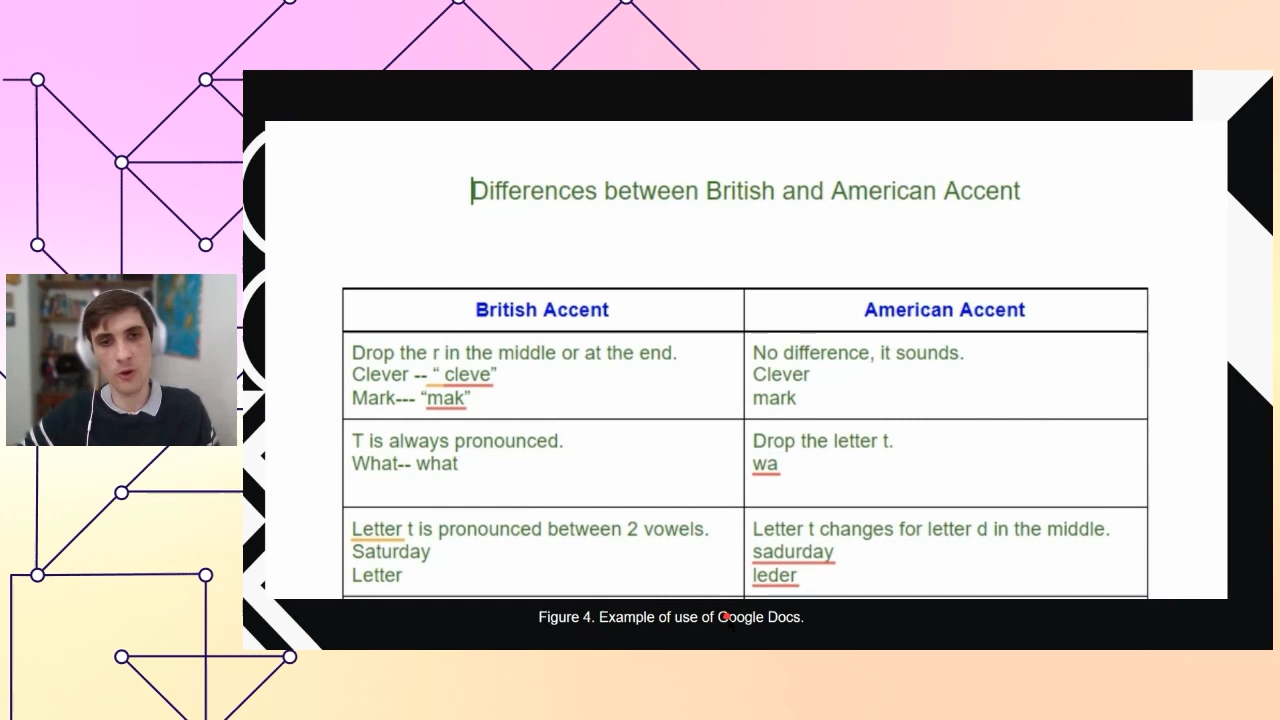 Differences between British and American Accent
British Accent
American Accent
Drop the r in the middle or at the end.
Clever -- “ cleve”
Mark--- “mak”
No difference, it sounds.
Clever
mark
T is always pronounced.
What-- what
Drop the letter t.
wa
Letter t is pronounced between 2 vowels.
Saturday
Letter
Letter t changes for letter d in the middle.
sadurday
leder
Figure 4. Example of use of Google Docs.